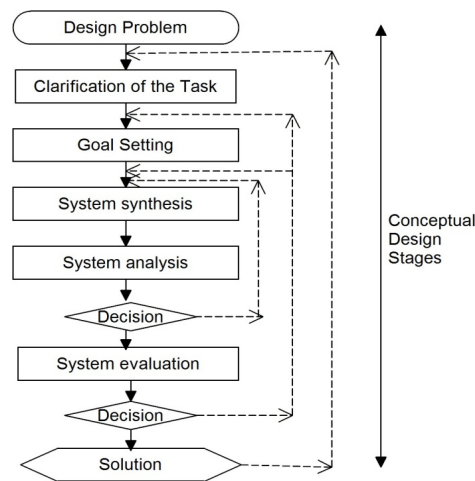 Design Problem
Clarification of the Task
Goal Setting
System synthesis
System analysis
Decision
System evaluation
Decision
Solution
Conceptual
Design
Stages